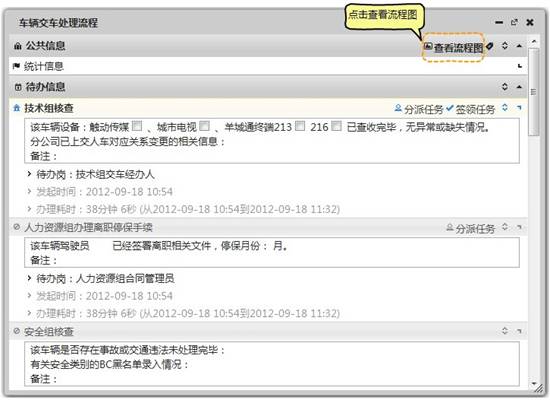 点击查看流程图
车辆交车处理流程
公共信息 查看流程图
统计信息
待办信息
技术组核查 分派任务 签领任务
该车辆设备：触动传媒 、城市电视 、羊城通终端213 216 已查收完毕，无异常或缺失情况。
分公司已上交人车对应关系变更的相关信息：
备注：
待办岗：技术组交车经办人
发起时间：2012-09-18 10:54
办理耗时：38分钟 6秒 (从2012-09-18 10:54到2012-09-18 11:32)
人力资源组办理离职停保手续 分派任务
该车辆驾驶员 已经签署离职相关文件，停保月份： 月。
备注：
待办岗：人力资源组合同管理员
发起时间：2012-09-18 10:54
办理耗时：38分钟 6秒 (从2012-09-18 10:54到2012-09-18 11:32)
安全组核查
该车辆是否存在事故或交通违法未处理完毕：
有关安全类别的BC黑名单录入情况：
备注：